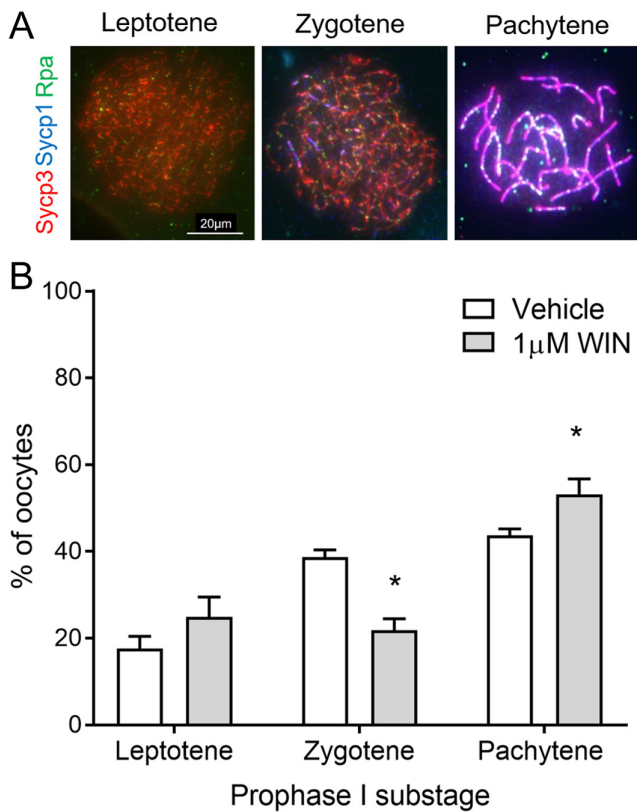 A
Leptotene Zygotene Pachytene
Sycp3 Sycp1 Rpa
20μm
B
100
80
60
40
20
0
% of oocytes
Vehicle
1μM WIN
*
*
Leptotene Zygotene Pachytene
Prophase I substage